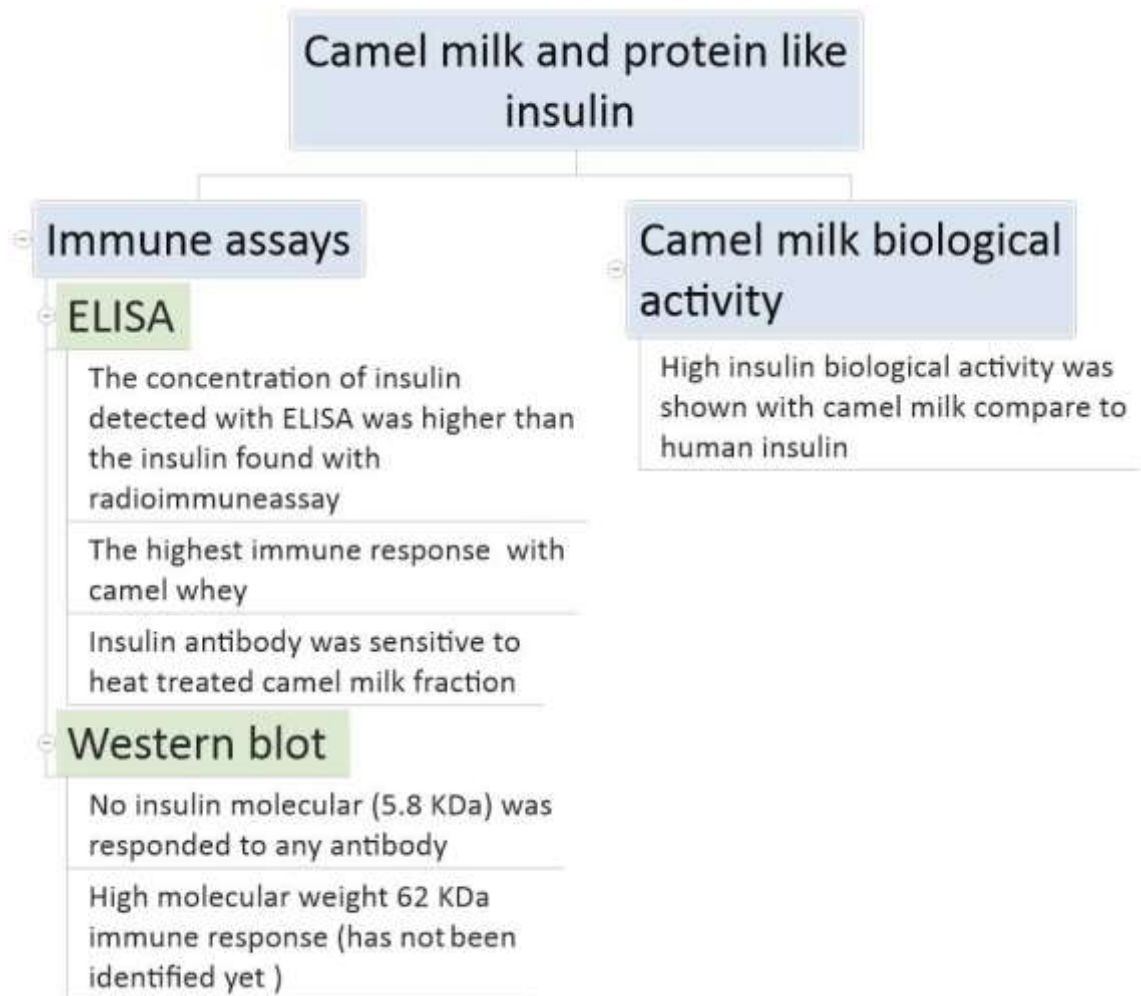 Camel milk and protein like
insulin
Immune assays
ELISA
The concentration of insulin
detected with ELISA was higher than
the insulin found with
radioimmuneassay
The highest immune response with
camel whey
Insulin antibody was sensitive to
heat treated camel milk fraction
Western blot
No insulin molecular (5.8 KDa) was
responded to any antibody
High molecular weight 62 KDa
immune response (has not been
identified yet )
Camel milk biological
activity
High insulin biological activity was
shown with camel milk compare to
human insulin